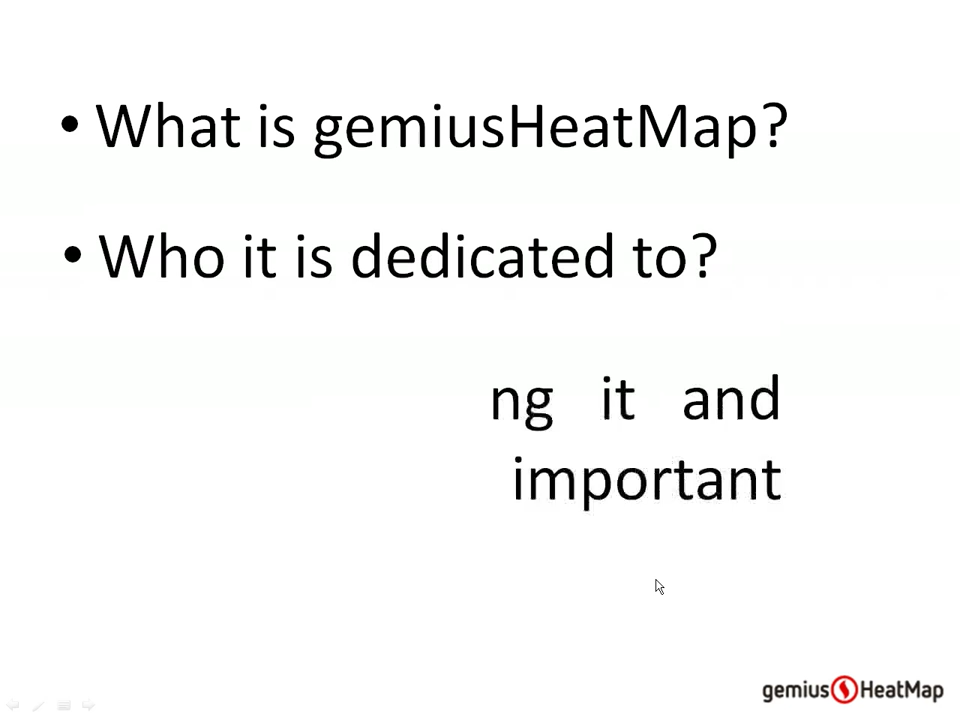 • What is gemiusHeatMap?
• Who it is dedicated to?
ng it and
important
gemius HeatMap